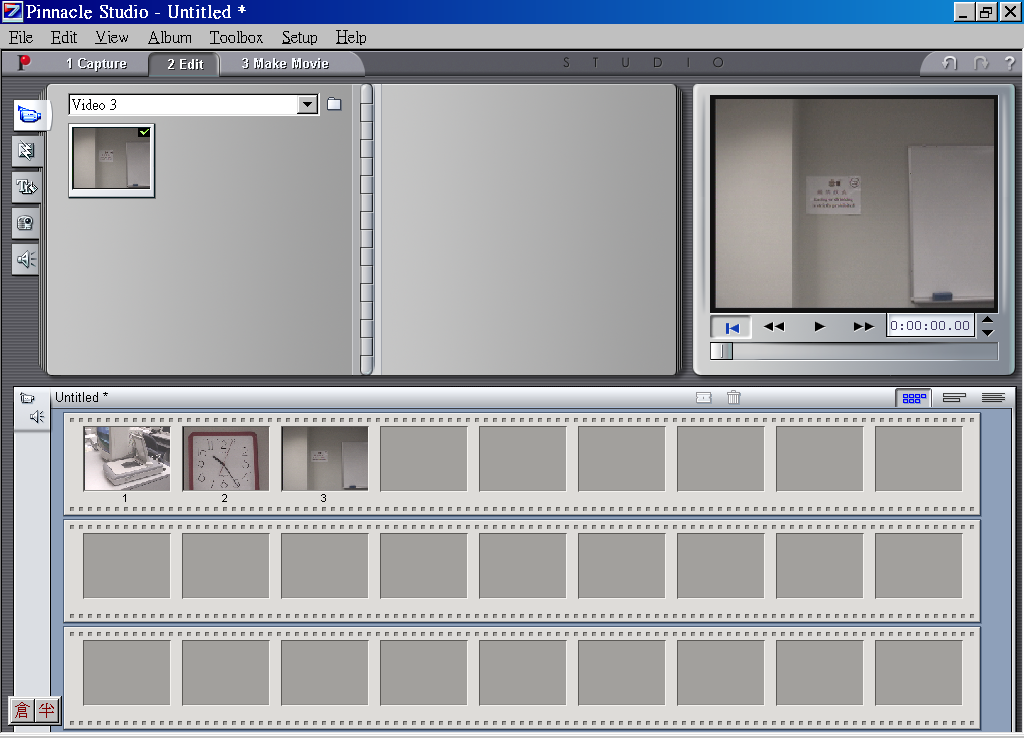 Pinnacle Studio - Untitled *
File Edit View Album Toolbox Setup Help
1 Capture 2 Edit 3 Make Movie STUDIO
Video 3
0:00:00.00
Untitled *
1 2 3
倉 半